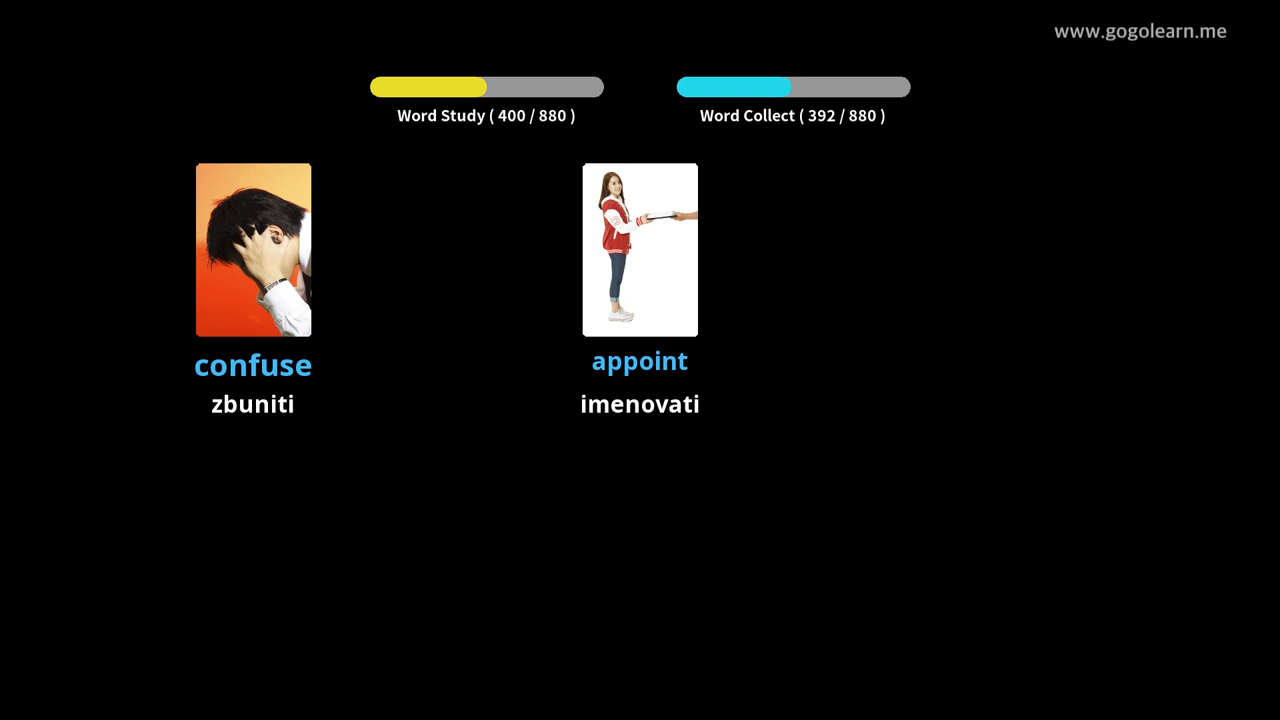 www.gogolearn.me
Word Study ( 400 / 880 )
Word Collect ( 392 / 880 )
confuse
zbuniti
appoint
imenovati